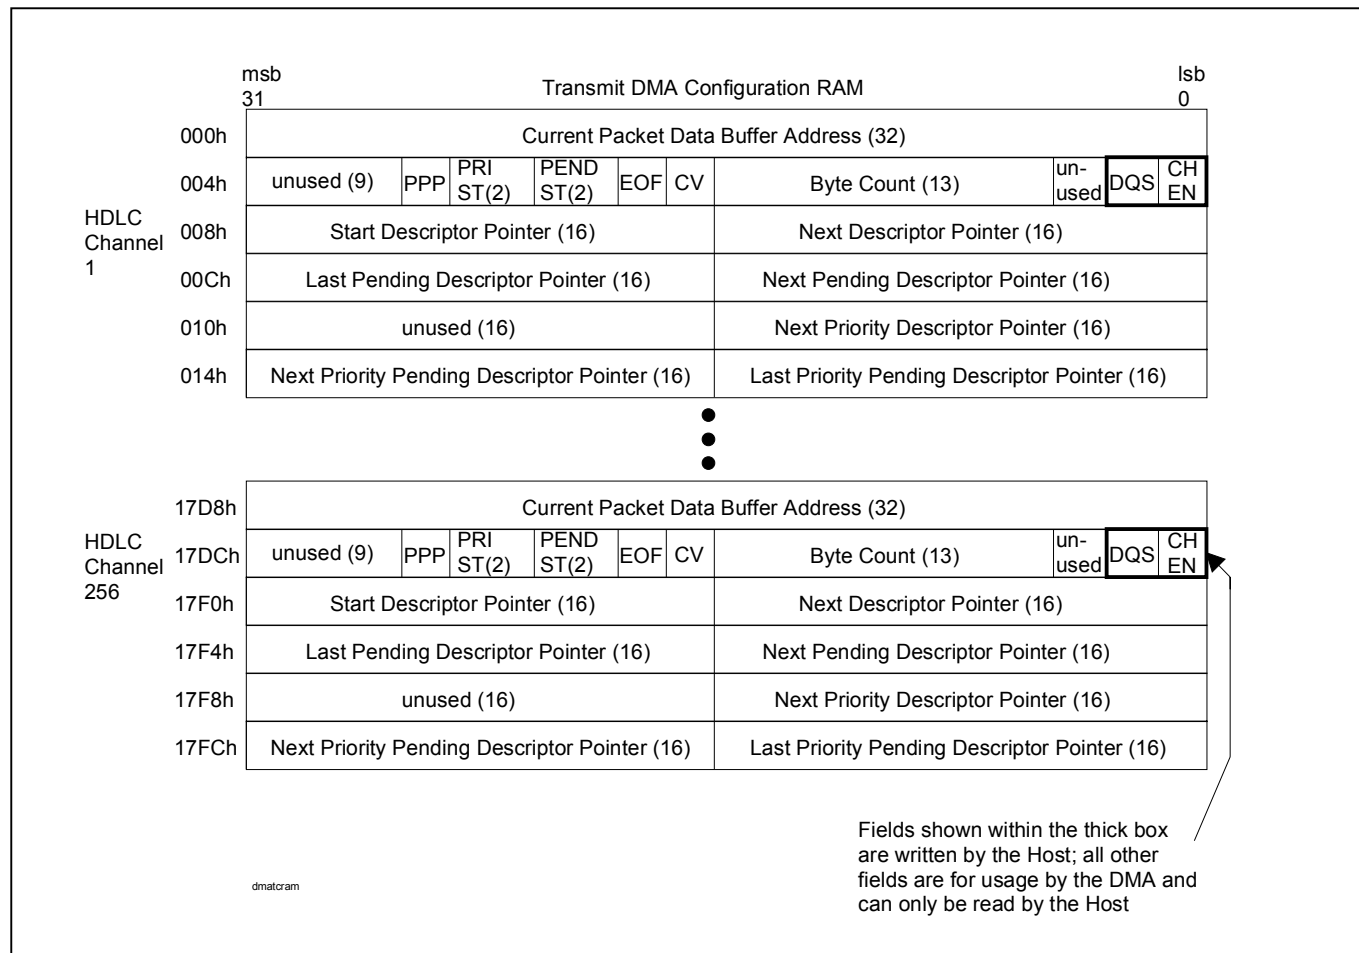 msb
31
Transmit DMA Configuration RAM
lsb
0
000h
Current Packet Data Buffer Address (32)
HDLC
Channel
1
004h
unused (9)
PPP
PRI
ST(2)
PEND
ST(2)
EOF
CV
Byte Count (13)
un-
used
DQS
CH
EN
008h
Start Descriptor Pointer (16)
Next Descriptor Pointer (16)
00Ch
Last Pending Descriptor Pointer (16)
Next Pending Descriptor Pointer (16)
010h
unused (16)
Next Priority Descriptor Pointer (16)
014h
Next Priority Pending Descriptor Pointer (16)
Last Priority Pending Descriptor Pointer (16)
17D8h
Current Packet Data Buffer Address (32)
HDLC
Channel
256
17DCh
unused (9)
PPP
PRI
ST(2)
PEND
ST(2)
EOF
CV
Byte Count (13)
un-
used
DQS
CH
EN
17F0h
Start Descriptor Pointer (16)
Next Descriptor Pointer (16)
17F4h
Last Pending Descriptor Pointer (16)
Next Pending Descriptor Pointer (16)
17F8h
unused (16)
Next Priority Descriptor Pointer (16)
17FCh
Next Priority Pending Descriptor Pointer (16)
Last Priority Pending Descriptor Pointer (16)
Fields shown within the thick box
are written by the Host; all other
fields are for usage by the DMA and
can only be read by the Host
dmatcram